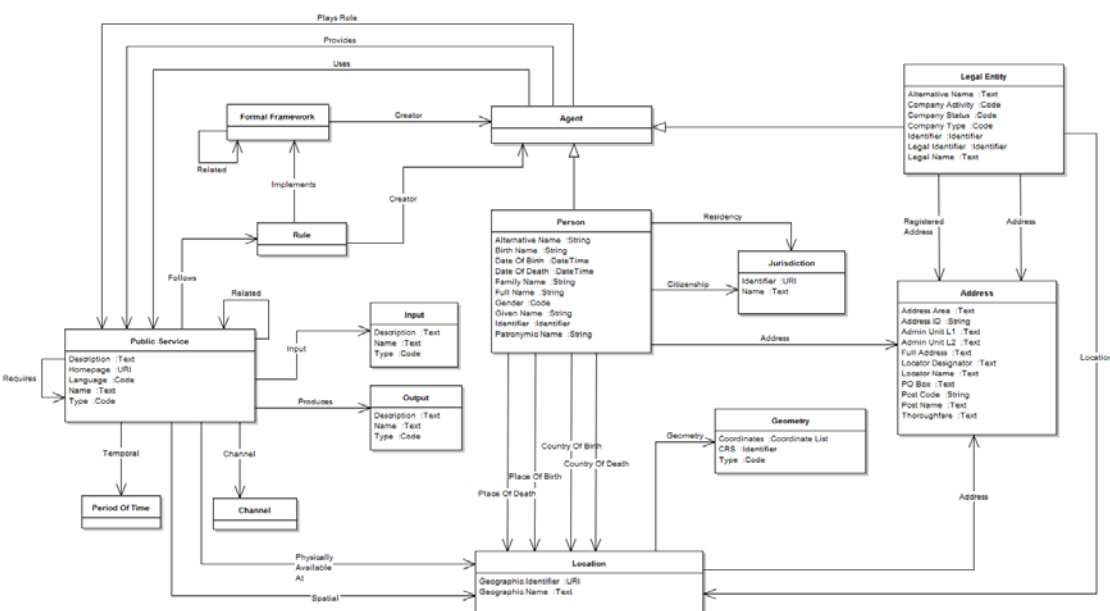 Plays Role
Provides
Uses
Legal Entity
Alternative Name :Text
Company Activity :Code
Company Status :Code
Company Type :Code
Identifier :Identifier
Legal Identifier :Identifier
Legal Name :Text
Formal Framework
Creator
Agent
Related
Implements
Creator
Rule
Follows
Related
Person
Alternative Name :String
Birth Name :String
Date Of Birth :DateTime
Date Of Death :DateTime
Family Name :String
Full Name :String
Gender :Code
Given Name :String
Identifier :Identifier
Patronymic Name :String
Residency
Citizenship
Address
Jurisdiction
Identifier :URI
Name :Text
Registered
Address
Address
Address
Address Area :Text
Address ID :String
Admin Unit L1 :Text
Admin Unit L2 :Text
Full Address :Text
Locator Designator :Text
Locator Name :Text
PO Box :Text
Post Code :String
Post Name :Text
Thoroughfare :Text
Location
Public Service
Description :Text
Homepage :URI
Language :Code
Name :Text
Type :Code
Requires
Input
Input
Description :Text
Name :Text
Type :Code
Produces
Output
Description :Text
Name :Text
Type :Code
Temporal
Channel
Period Of Time
Channel
Country Of Birth
Country Of Death
Place Of Birth
Place Of Death
Geometry
Geometry
Coordinates :Coordinate List
CRS :Identifier
Type :Code
Address
Physically
Available
At
Spatial
Location
Geographic Identifier :URI
Geographic Name :Text